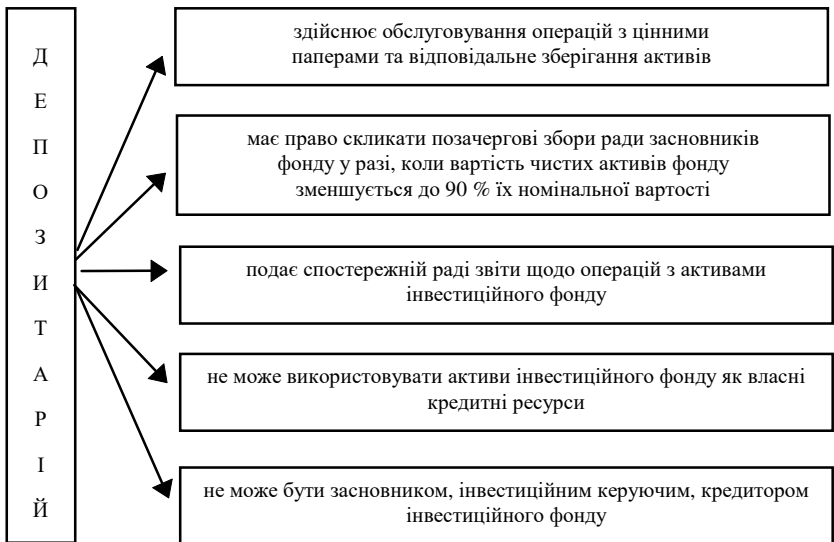 ДЕПОЗИТАРІЙ
здійснює обслуговування операцій з цінними
паперами та відповідальне зберігання активів
має право скликати позачергові збори ради засновників
фонду у разі, коли вартість чистих активів фонду
зменшується до 90 % їх номінальної вартості
подає спостережній раді звіти щодо операцій з активами
інвестиційного фонду
не може використовувати активи інвестиційного фонду як власні
кредитні ресурси
не може бути засновником, інвестиційним керуючим, кредитором
інвестиційного фонду